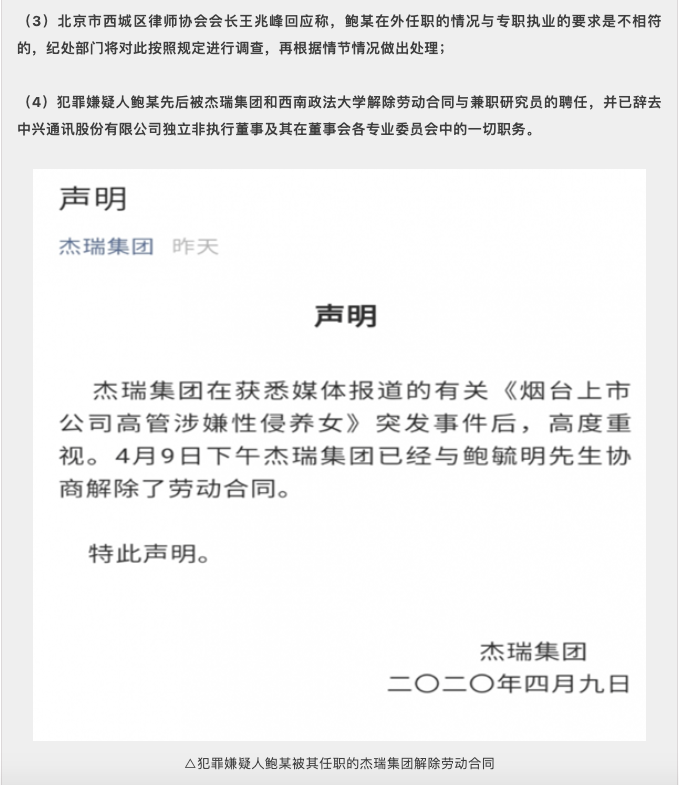 （3）北京市西城区律师协会会长王兆峰回应称，鲍某在外任职的情况与专职执业的要求是不相符
的，纪处部门将对此按照规定进行调查，再根据情节情况做出处理；
（4）犯罪嫌疑人鲍某先后被杰瑞集团和西南政法大学解除劳动合同与兼职研究员的聘任，并已辞去
中兴通讯股份有限公司独立非执行董事及其在董事会各专业委员会中的一切职务。
声明
杰瑞集团 昨天
声明
杰瑞集团在获悉媒体报道的有关《烟台上市
公司高管涉嫌性侵养女》突发事件后，高度重
视。4月9日下午杰瑞集团已经与鲍毓明先生协
商解除了劳动合同。
特此声明。
杰瑞集团
二〇二〇年四月九日
△犯罪嫌疑人鲍某被其任职的杰瑞集团解除劳动合同